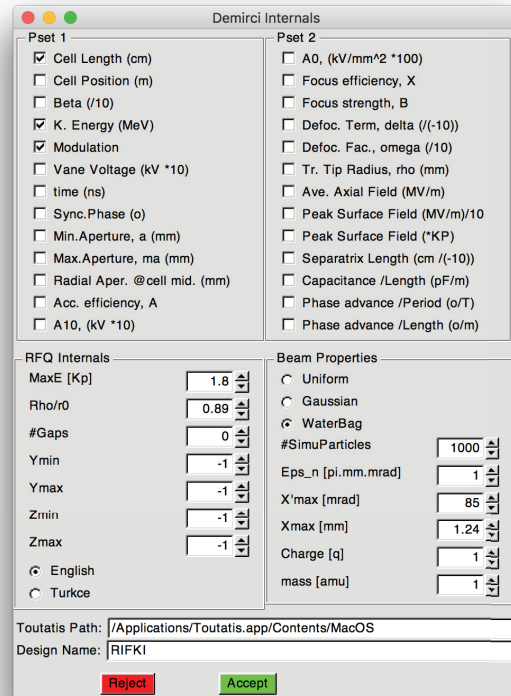 Demirci Internals
Pset 1
Cell Length (cm)
Cell Position (m)
Beta (/10)
K. Energy (MeV)
Modulation
Vane Voltage (kV *10)
time (ns)
Sync.Phase (o)
Min.Aperture, a (mm)
Max.Aperture, ma (mm)
Radial Aper. @cell mid. (mm)
Acc. efficiency, A
A10, (kV *10)
Pset 2
A0, (kV/mm^2 *100)
Focus efficiency, X
Focus strength, B
Defoc. Term, delta (/(-10))
Defoc. Fac., omega (/10)
Tr. Tip Radius, rho (mm)
Ave. Axial Field (MV/m)
Peak Surface Field (MV/m)/10
Peak Surface Field (*KP)
Separatrix Length (cm /(-10))
Capacitance /Length (pF/m)
Phase advance /Period (o/T)
Phase advance /Length (o/m)
RFQ Internals
MaxE [Kp] 1.8
Rho/r0 0.89
#Gaps 0
Ymin -1
Ymax -1
Zmin -1
Zmax -1
English
Turkce
Beam Properties
Uniform
Gaussian
WaterBag
#SimuParticles 1000
Eps_n [pi.mm.mrad] 1
X'max [mrad] 85
Xmax [mm] 1.24
Charge [q] 1
mass [amu] 1
Toutatis Path: /Applications/Toutatis.app/Contents/MacOS
Design Name: RIFKI
Reject Accept